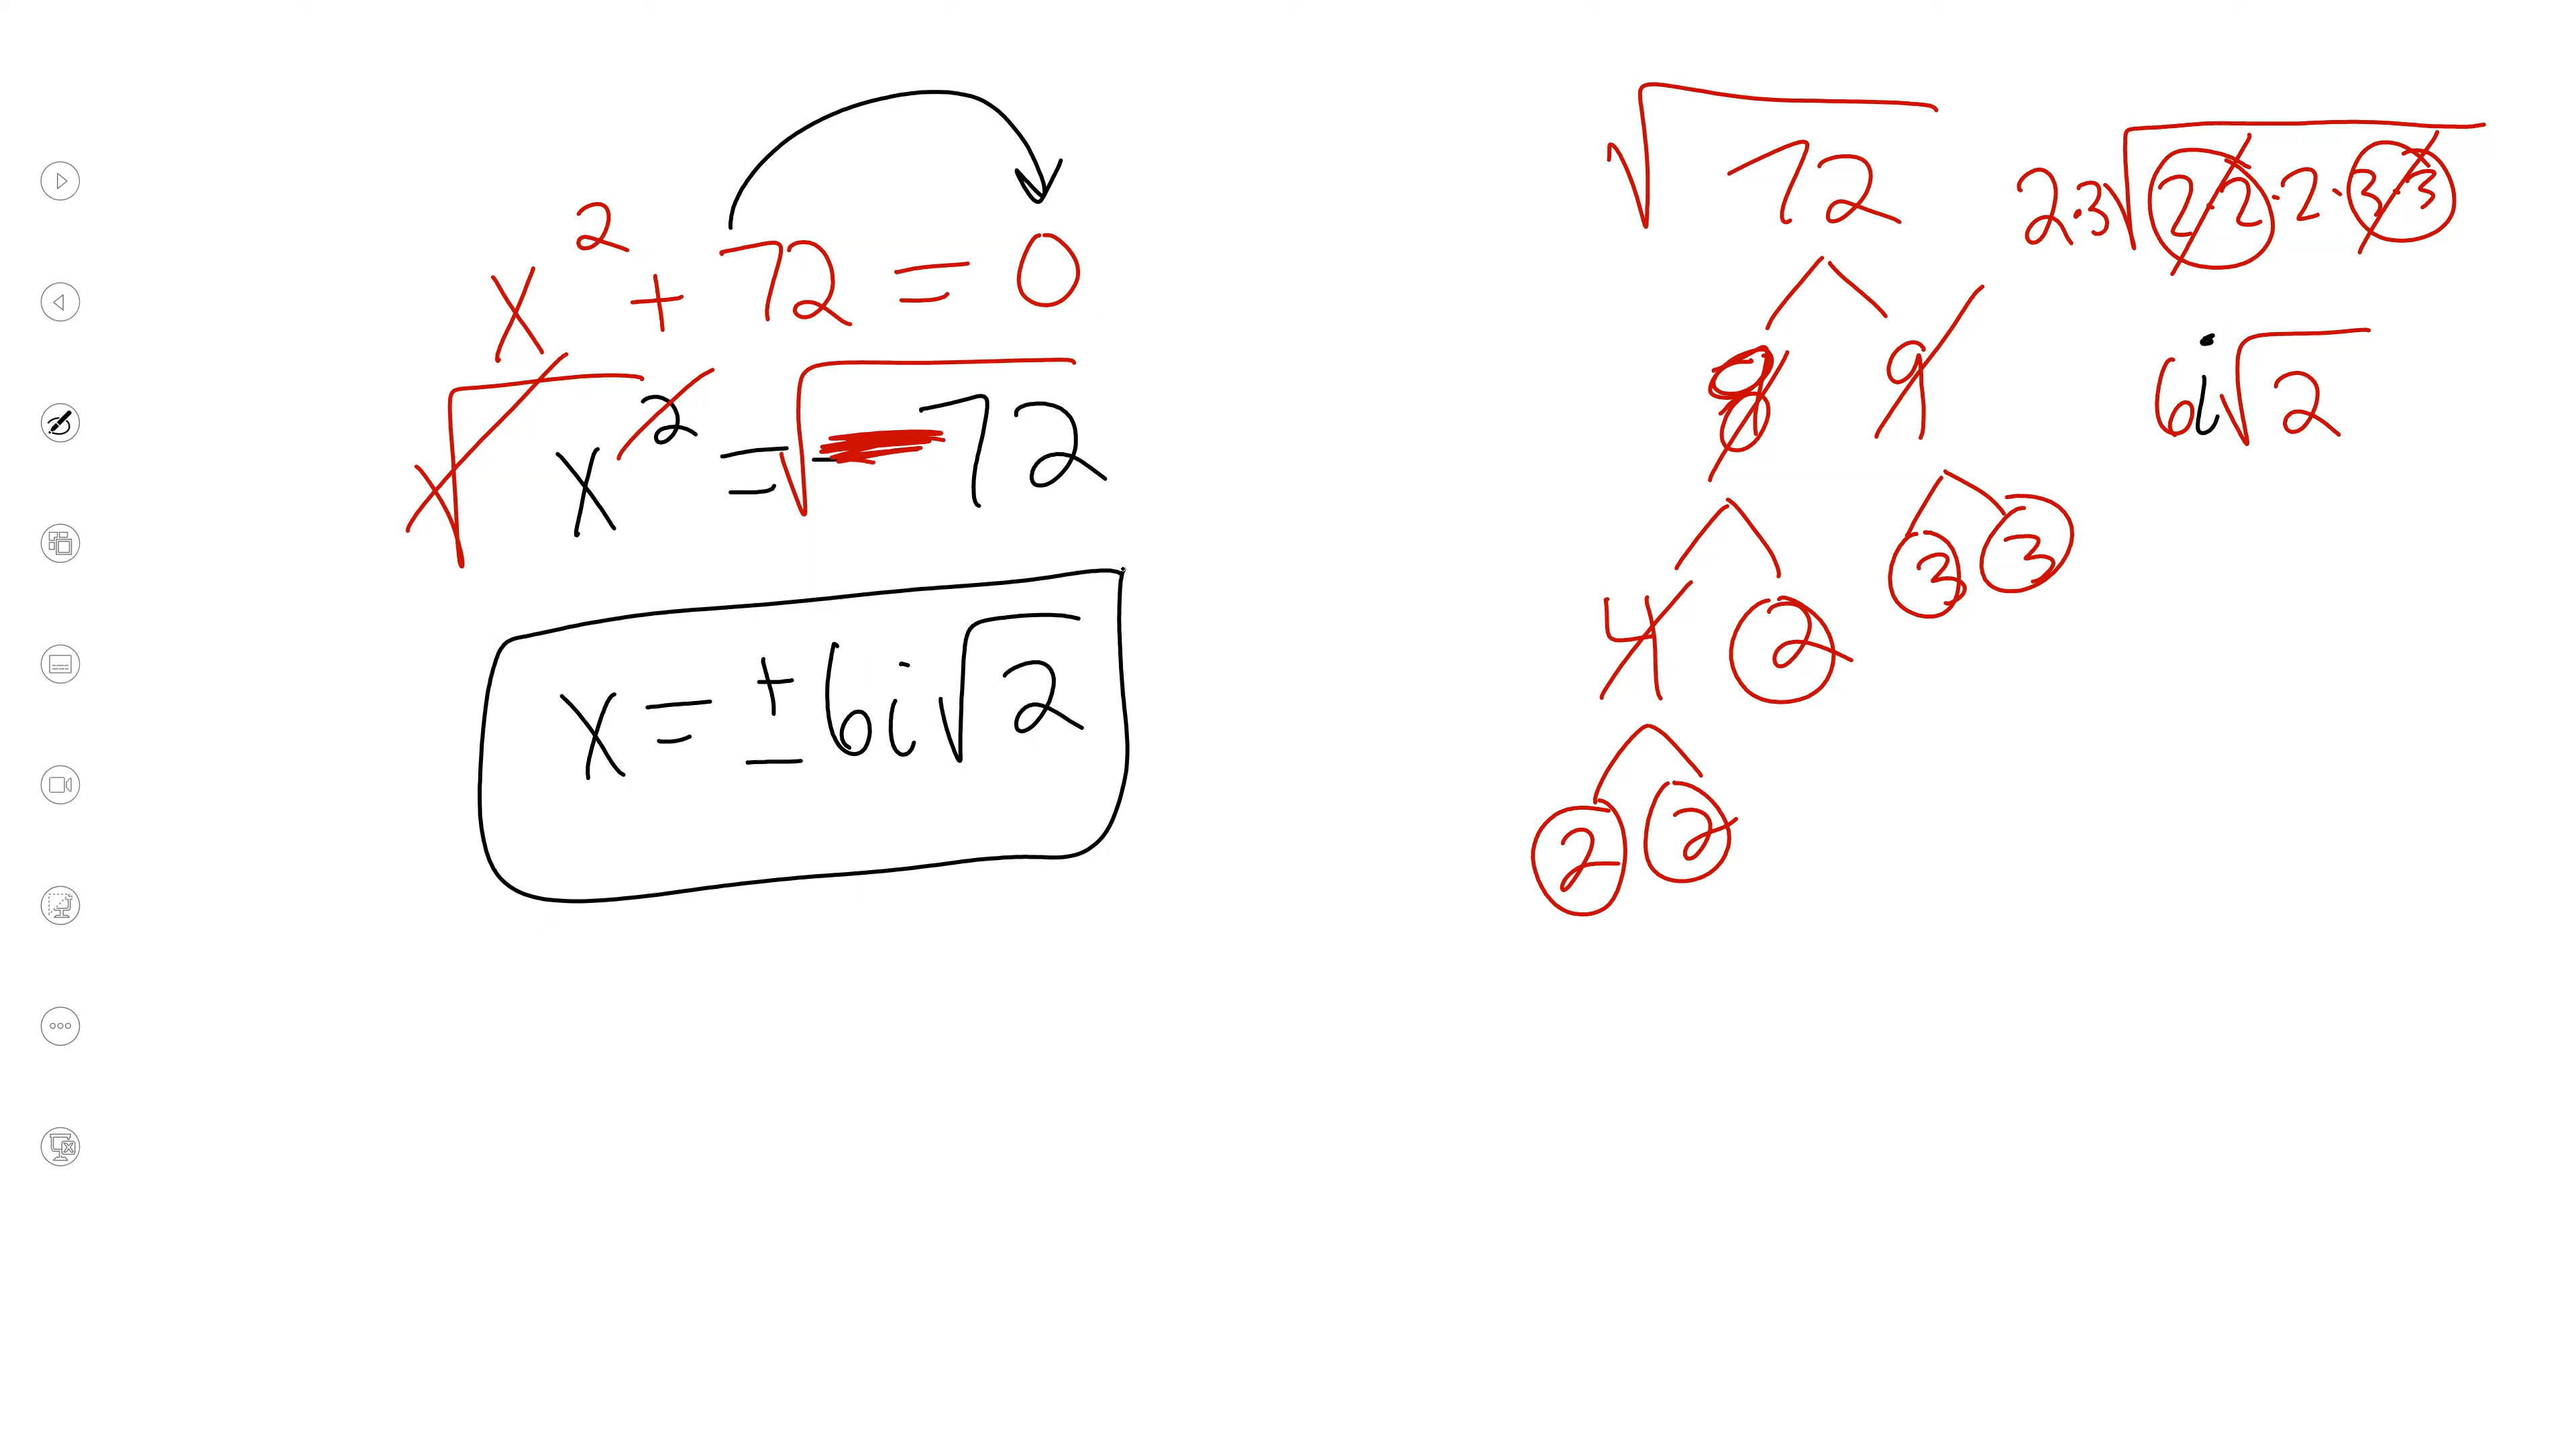 x² + 72 = 0
√x² = √-72
x = ± 6i√2
√72
2·3√2·2·2·3·3
9
6i√2
3 3
4 2
2 2